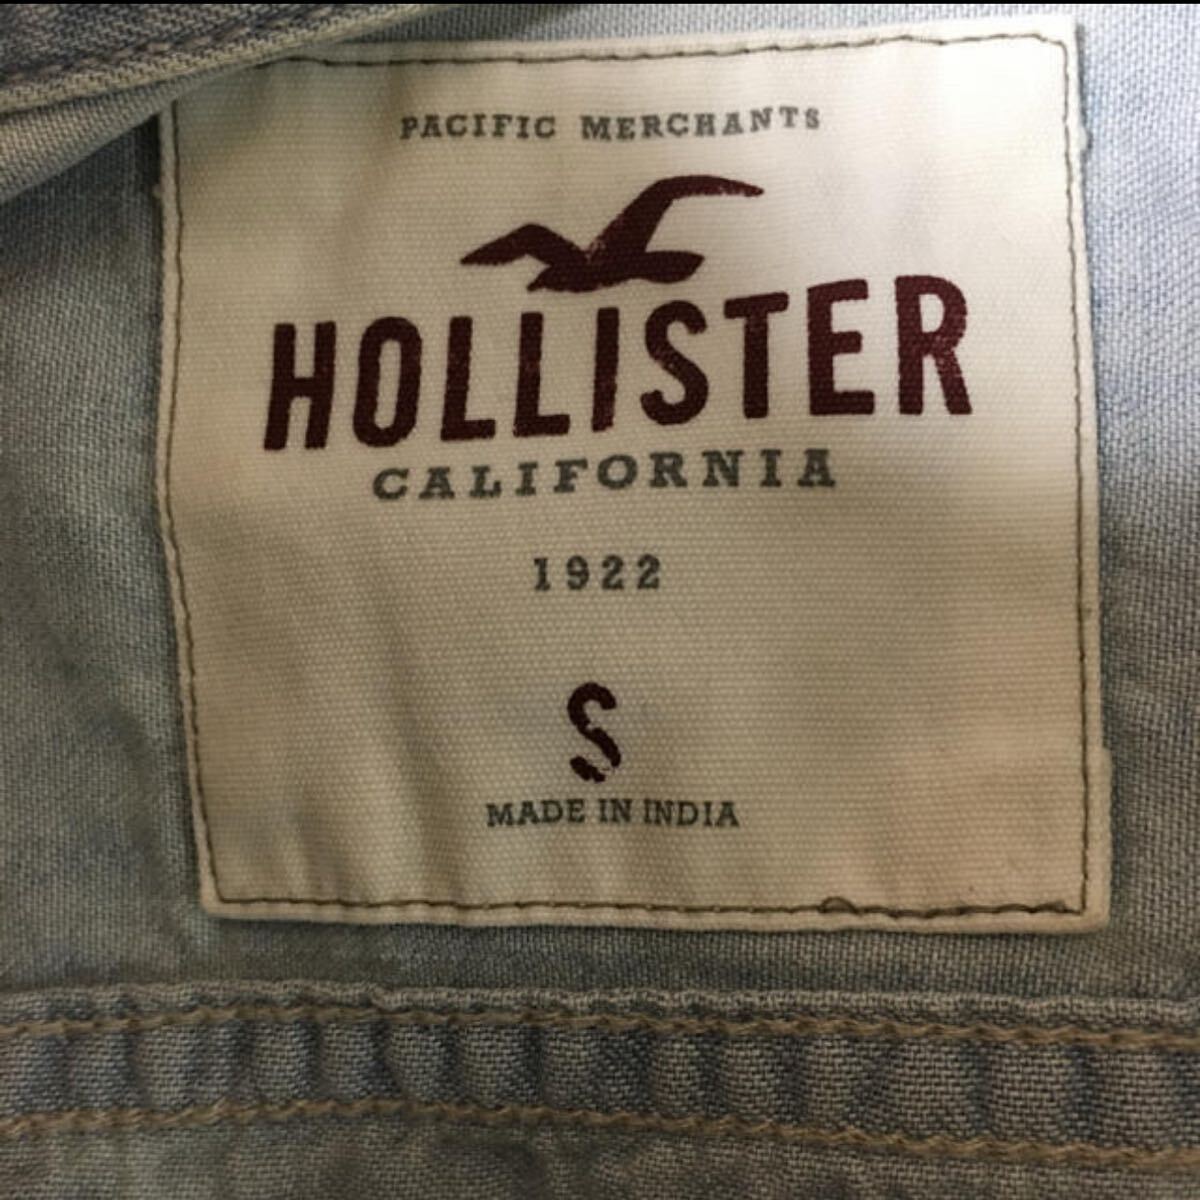 PACIFIC MERCHANTS
HOLLISTER
CALIFORNIA
1922
S
MADE IN INDIA